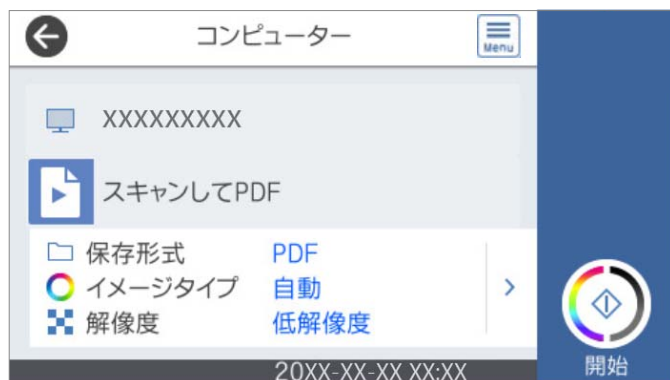 コンピューター
Menu
XXXXXXXXX
スキャンしてPDF
保存形式 PDF
イメージタイプ 自動
解像度 低解像度
開始
20XX-XX-XX XX:XX